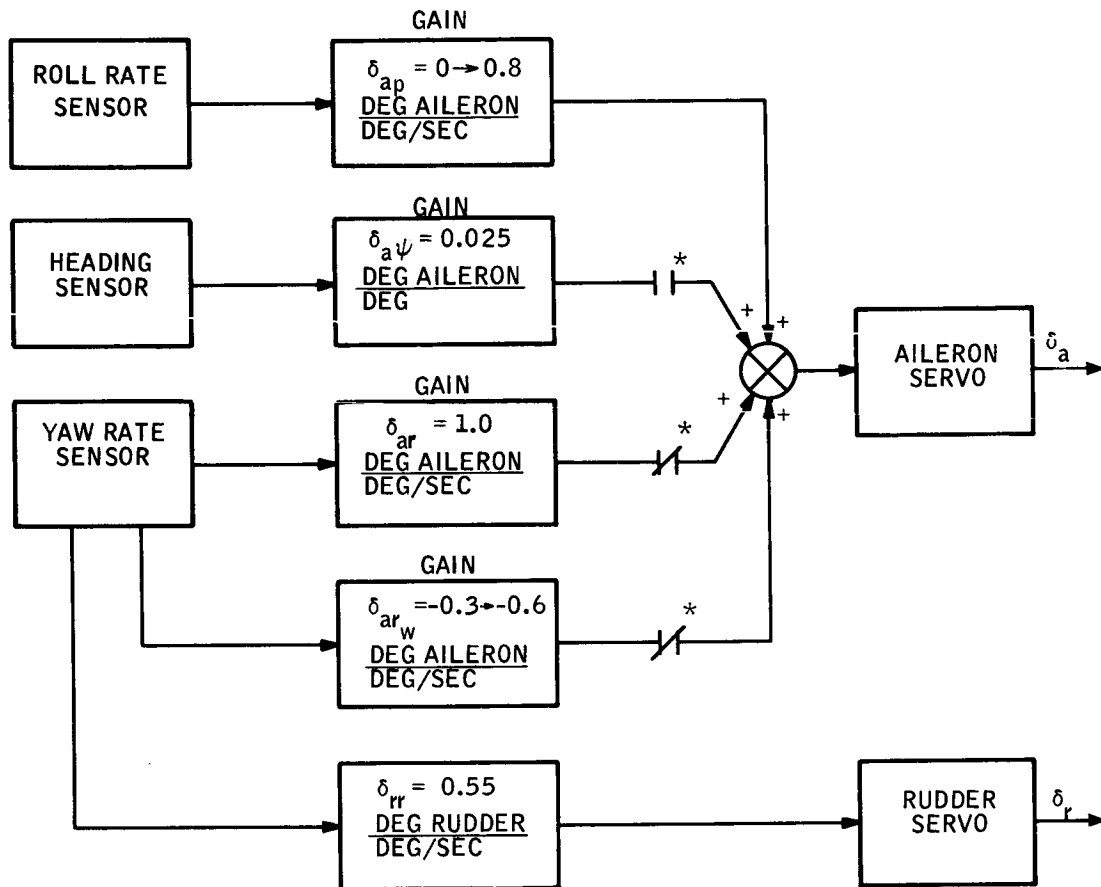 GAIN
ROLL RATE
SENSOR
δap = 0→0.8
DEG AILERON
DEG/SEC
GAIN
HEADING
SENSOR
δaψ = 0.025
DEG AILERON
DEG
*
+
+
AILERON
SERVO
δa
GAIN
YAW RATE
SENSOR
δar = 1.0
DEG AILERON
DEG/SEC
*
+
+
GAIN
δarw =-0.3→-0.6
DEG AILERON
DEG/SEC
*
δrr = 0.55
DEG RUDDER
DEG/SEC
RUDDER
SERVO
δr